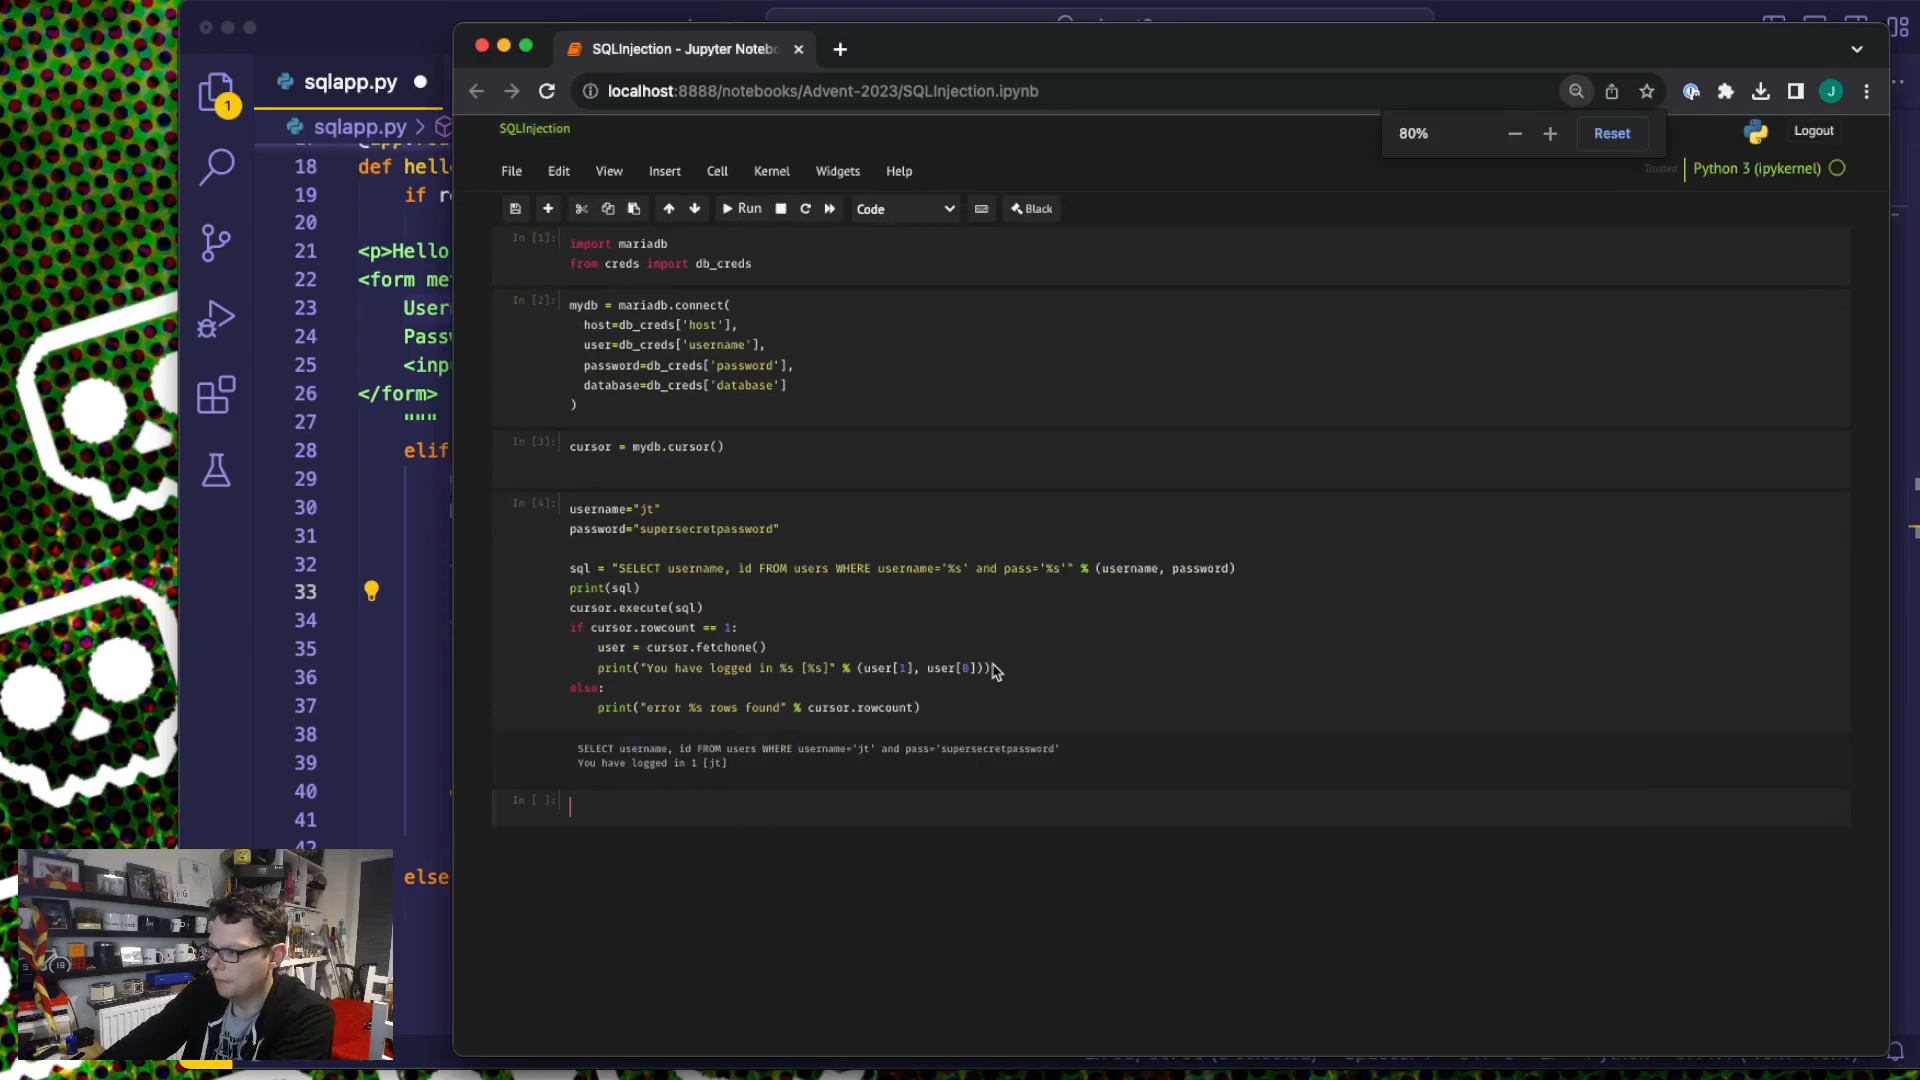 SQLInjection - Jupyter Noteb
sqlapp.py
1
localhost:8888/notebooks/Advent-2023/SQLInjection.ipynb
J
sqlapp.py
SQLInjection
80%
Reset
Logout
File Edit View Insert Cell Kernel Widgets Help
Trusted
Python 3 (ipykernel)
Run
Code
Black
18 def hell
19 if r
20
21 <p>Hello
22 <form me
23 User
24 Pass
25 <inp
26 </form>
27 """
28 elif
29
30
31
32
33
34
35
36
37
38
39
40
41
42
else
In [1]:
import mariadb
from creds import db_creds
In [2]:
mydb = mariadb.connect(
host=db_creds['host'],
user=db_creds['username'],
password=db_creds['password'],
database=db_creds['database']
)
In [3]:
cursor = mydb.cursor()
In [4]:
username="jt"
password="supersecretpassword"
sql = "SELECT username, id FROM users WHERE username='%s' and pass='%s'" % (username, password)
print(sql)
cursor.execute(sql)
if cursor.rowcount == 1:
user = cursor.fetchone()
print("You have logged in %s [%s]" % (user[1], user[0]))
else:
print("error %s rows found" % cursor.rowcount)
SELECT username, id FROM users WHERE username='jt' and pass='supersecretpassword'
You have logged in 1 [jt]
In [ ]: